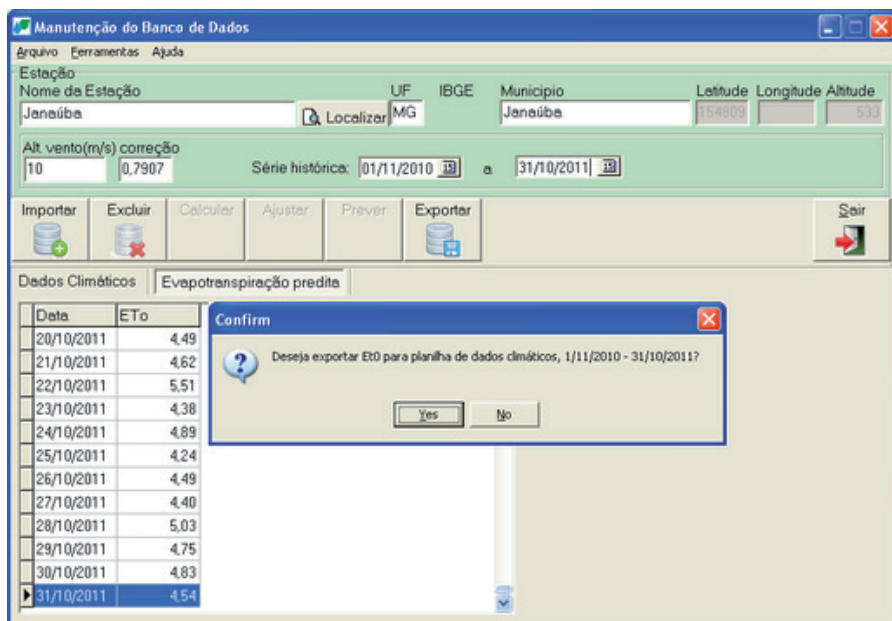 Manutenção do Banco de Dados
Arquivo Ferramentas Ajuda
Estação
Nome da Estação UF IBGE Municipio Latitude Longitude Altitude
Janaúba Localizar MG Janaúba 154809 533
Alt. vento(m/s) correção
10 0,7907 Série histórica: 01/11/2010 15 a 31/10/2011 15
Importar Excluir Calcular Ajustar Prever Exportar Sair
Dados Climáticos Evapotranspiração predita
Data ETo
20/10/2011 4,49
21/10/2011 4,62
22/10/2011 5,51
23/10/2011 4,38
24/10/2011 4,89
25/10/2011 4,24
26/10/2011 4,49
27/10/2011 4,40
28/10/2011 5,03
29/10/2011 4,75
30/10/2011 4,83
31/10/2011 4,54
Confirm
Deseja exportar Et0 para planilha de dados climáticos, 1/11/2010 - 31/10/2011?
Yes No